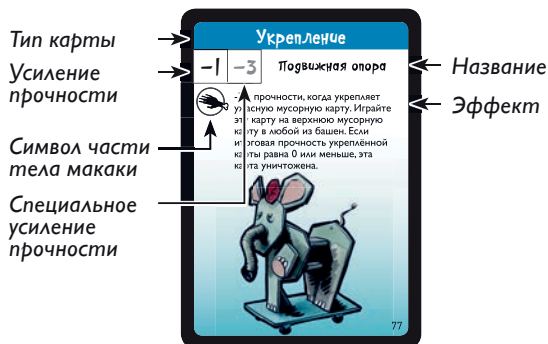 Тип карты
Усиление
прочности
Символ части
тела макаки
Специальное
усиление
прочности
Укрепление
-1 -3 Подвижная опора
прочности, когда укрепляет
ужасную мусорную карту. Играйте
эту карту на верхнюю мусорную
карту в любой из башен. Если
итоговая прочность укреплённой
карты равна 0 или меньше, эта
карта уничтожена.
77
Название
Эффект